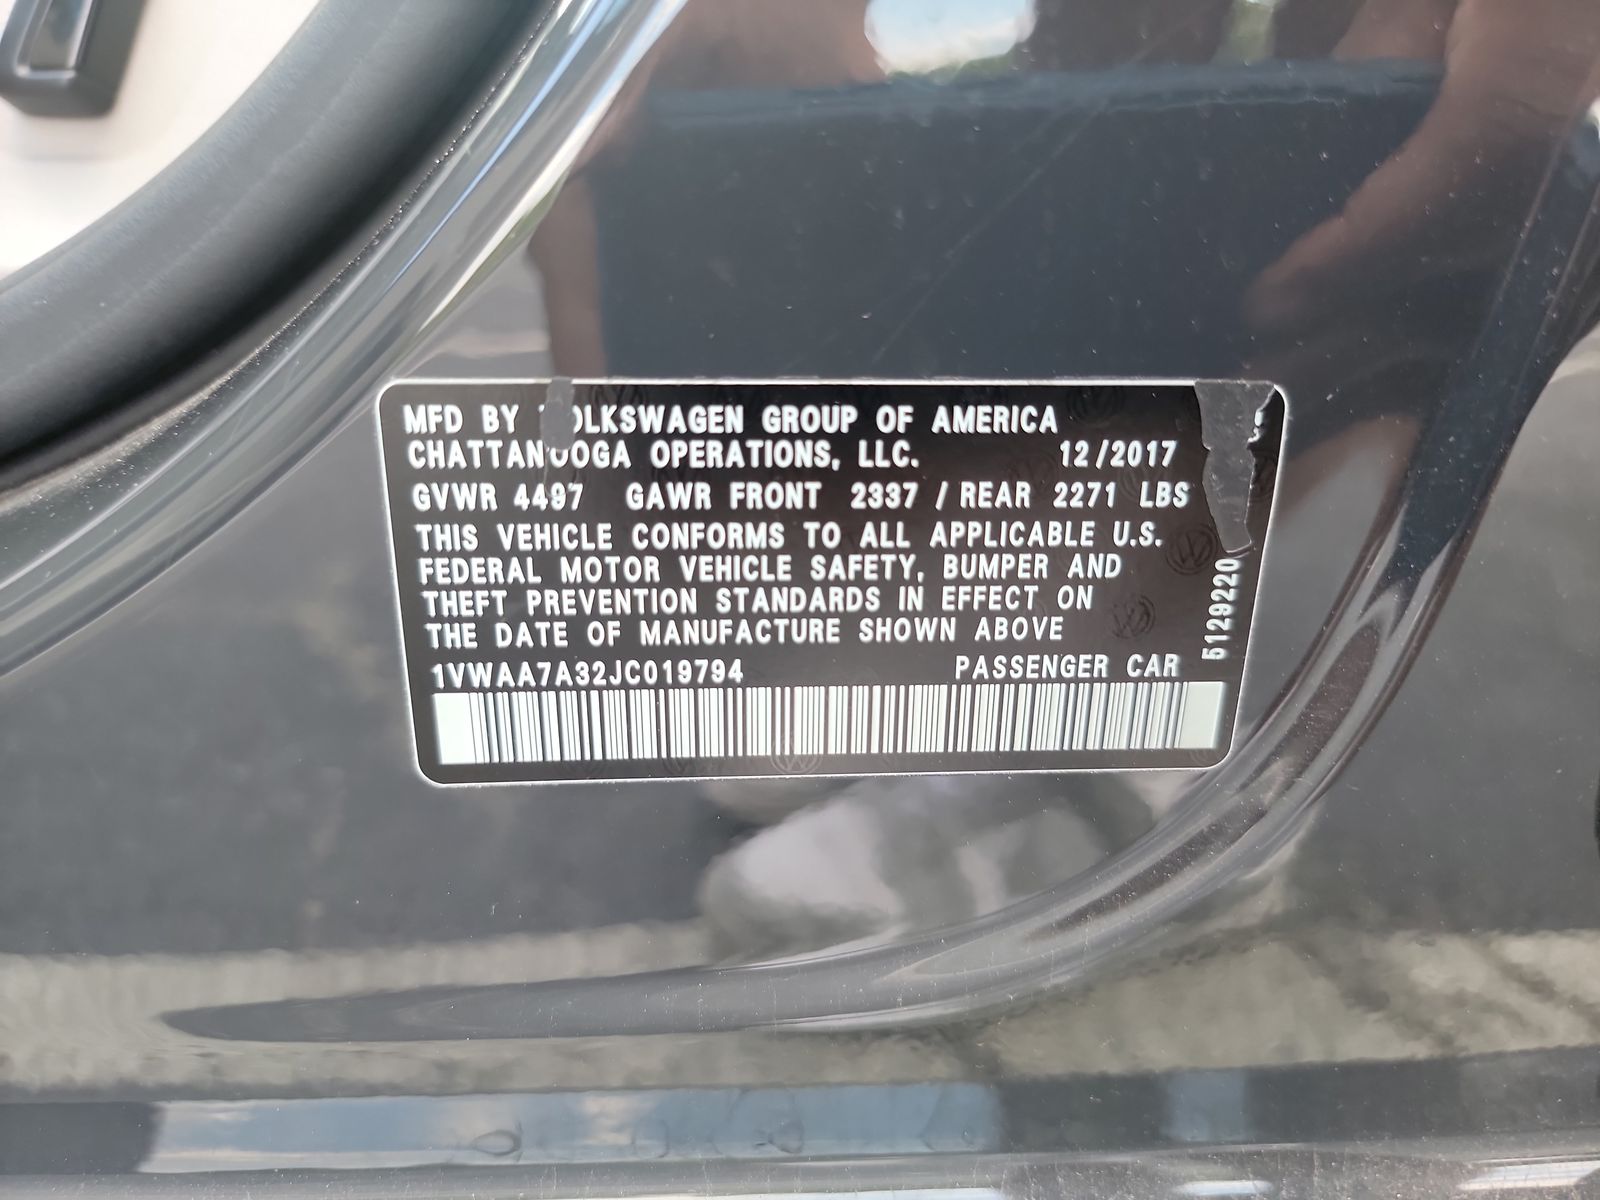 MFD BY VOLKSWAGEN GROUP OF AMERICA
CHATTANOOGA OPERATIONS, LLC. 12/2017
GVWR 4497 GAWR FRONT 2337 / REAR 2271 LBS
THIS VEHICLE CONFORMS TO ALL APPLICABLE U.S.
FEDERAL MOTOR VEHICLE SAFETY, BUMPER AND
THEFT PREVENTION STANDARDS IN EFFECT ON
THE DATE OF MANUFACTURE SHOWN ABOVE
1VWAA7A32JC019794 PASSENGER CAR
5129220